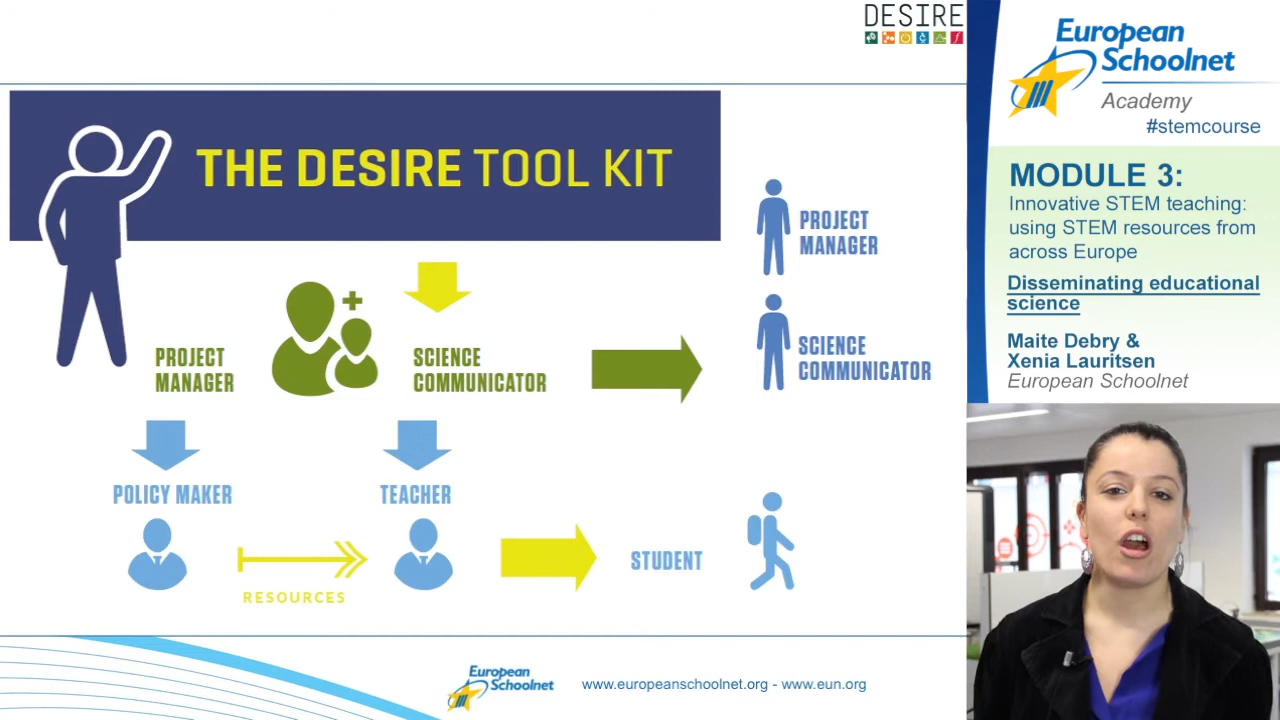 DESIRE
THE DESIRE TOOL KIT
PROJECT
MANAGER
SCIENCE
COMMUNICATOR
PROJECT
MANAGER
SCIENCE
COMMUNICATOR
POLICY MAKER
TEACHER
RESOURCES
STUDENT
European
Schoolnet
www.europeanschoolnet.org - www.eun.org
European
Schoolnet
Academy
#stemcourse
MODULE 3:
Innovative STEM teaching:
using STEM resources from
across Europe
Disseminating educational
science
Maite Debry &
Xenia Lauritsen
European Schoolnet